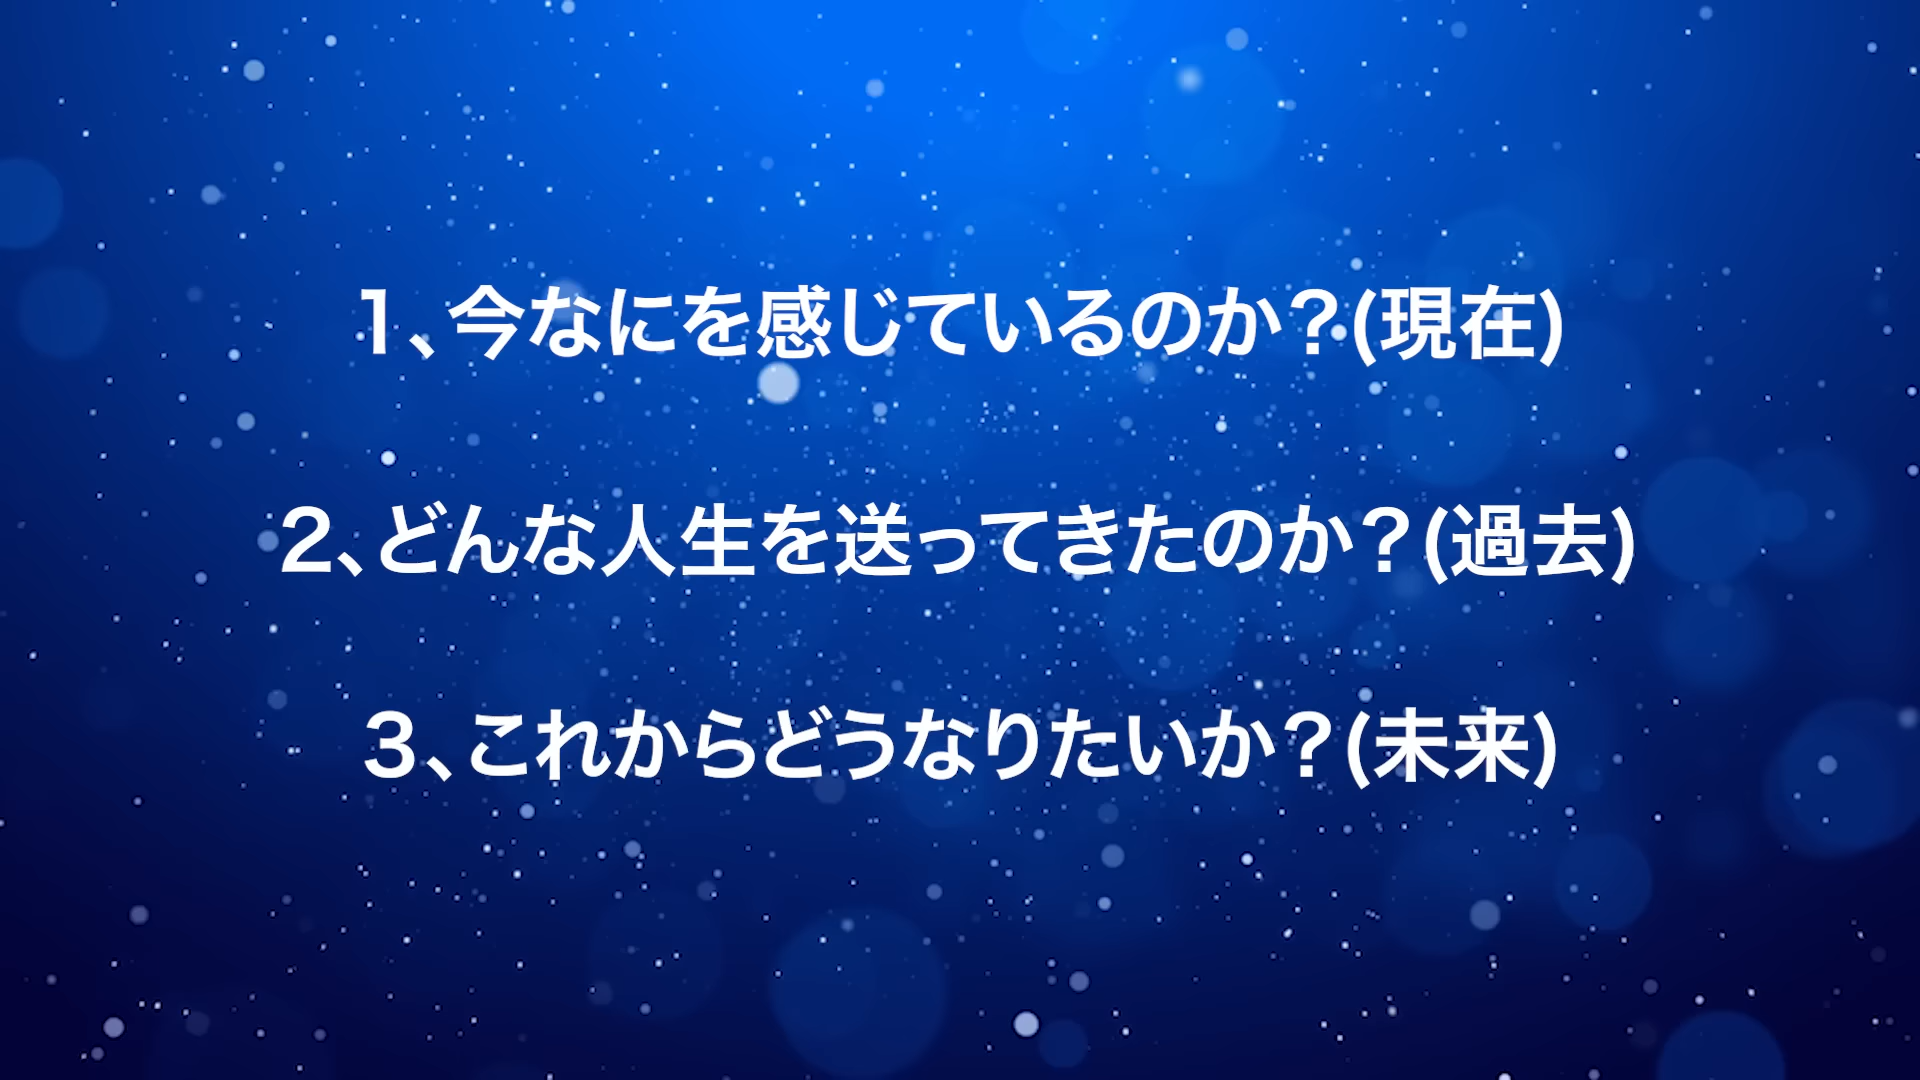 1、今なにを感じているのか？(現在)
2、どんな人生を送ってきたのか？(過去)
3、これからどうなりたいか？(未来)